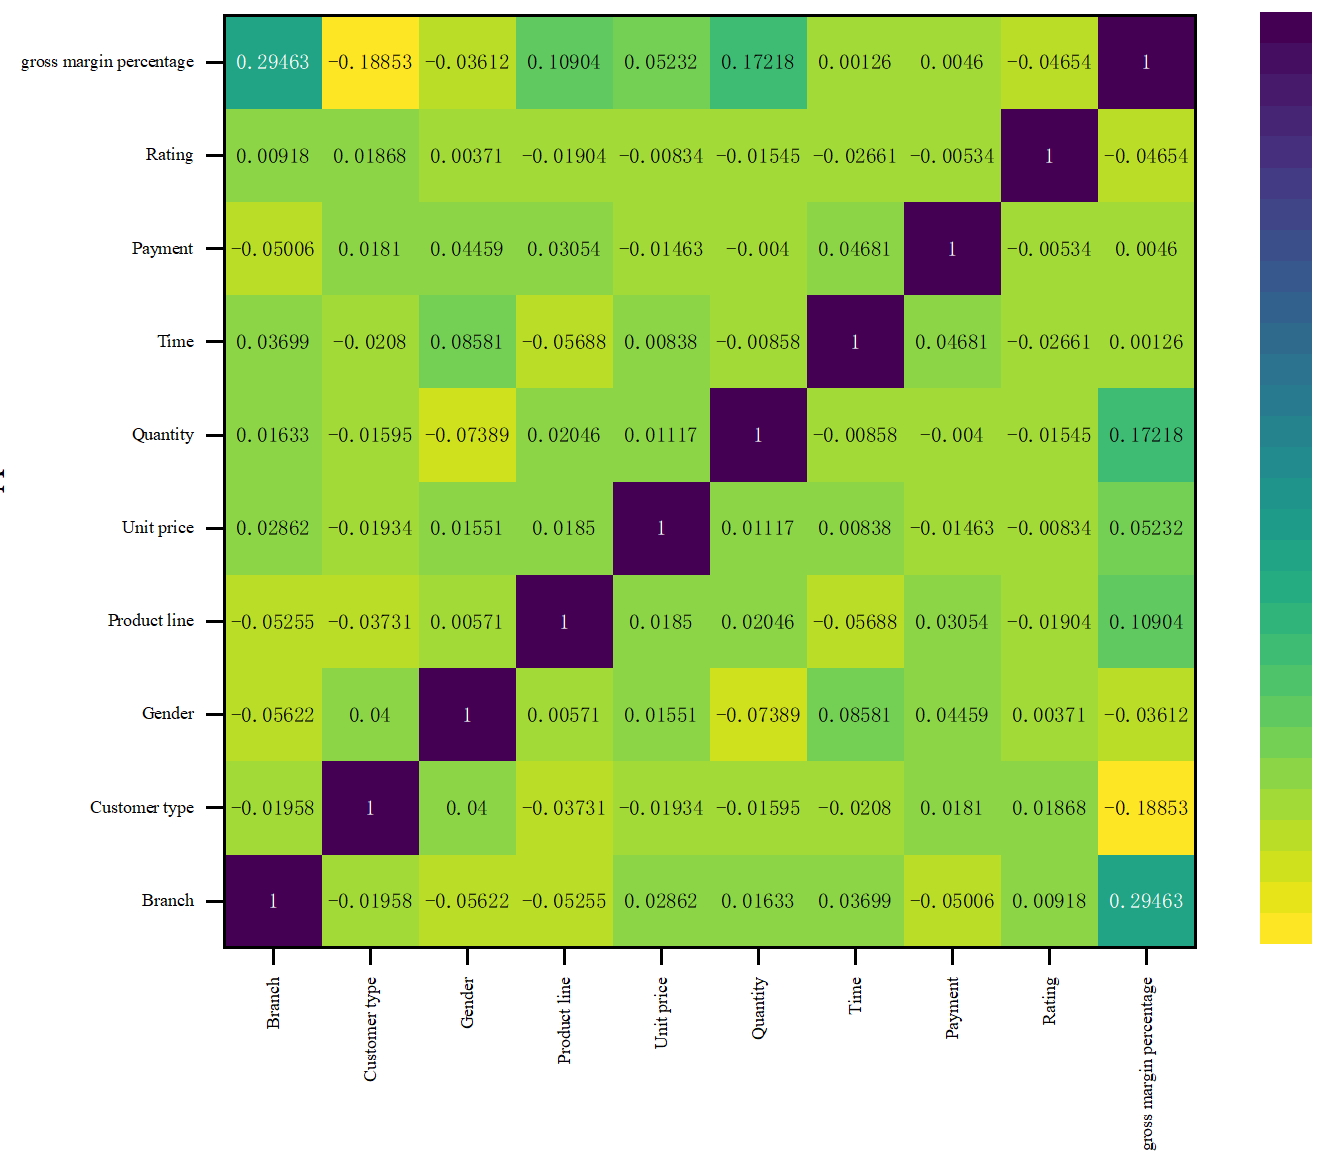 gross margin percentage 0.29463 -0.18853 -0.03612 0.10904 0.05232 0.17218 0.00126 0.0046 -0.04654 1
Rating 0.00918 0.01868 0.00371 -0.01904 -0.00834 -0.01545 -0.02661 -0.00534 1 -0.04654
Payment -0.05006 0.0181 0.04459 0.03054 -0.01463 -0.004 0.04681 1 -0.00534 0.0046
Time 0.03699 -0.0208 0.08581 -0.05688 0.00838 -0.00858 1 0.04681 -0.02661 0.00126
Quantity 0.01633 -0.01595 -0.07389 0.02046 0.01117 1 -0.00858 -0.004 -0.01545 0.17218
Unit price 0.02862 -0.01934 0.01551 0.0185 1 0.01117 0.00838 -0.01463 -0.00834 0.05232
Product line -0.05255 -0.03731 0.00571 1 0.0185 0.02046 -0.05688 0.03054 -0.01904 0.10904
Gender -0.05622 0.04 1 0.00571 0.01551 -0.07389 0.08581 0.04459 0.00371 -0.03612
Customer type -0.01958 1 0.04 -0.03731 -0.01934 -0.01595 -0.0208 0.0181 0.01868 -0.18853
Branch 1 -0.01958 -0.05622 -0.05255 0.02862 0.01633 0.03699 -0.05006 0.00918 0.29463
Branch
Customer type
Gender
Product line
Unit price
Quantity
Time
Payment
Rating
gross margin percentage